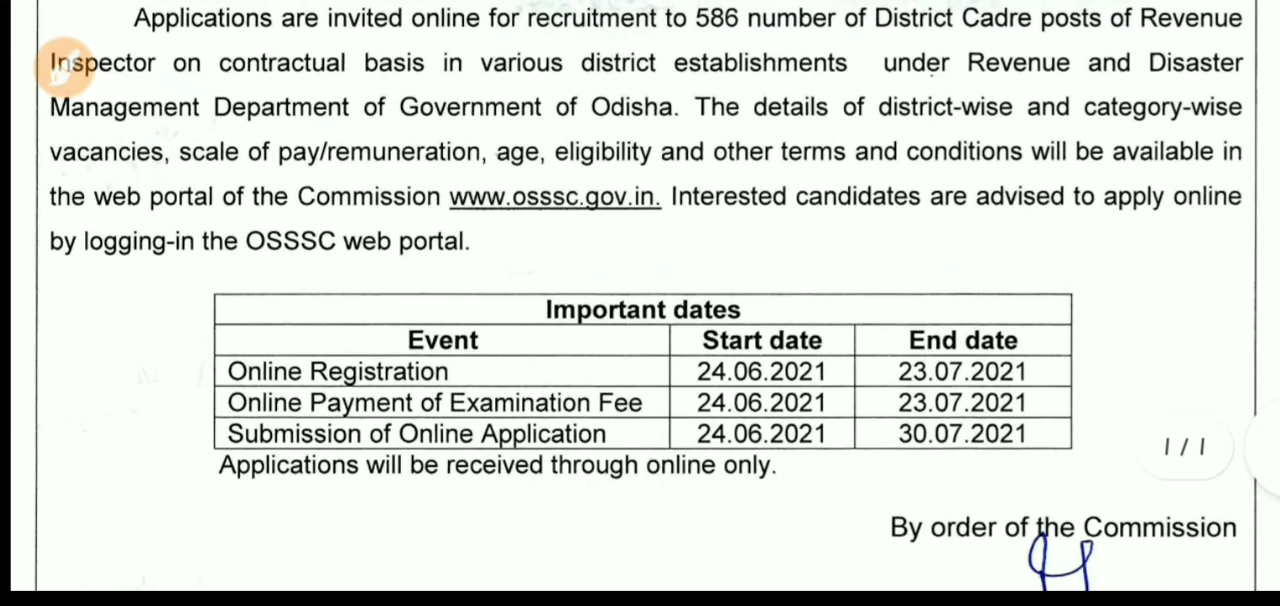 Applications are invited online for recruitment to 586 number of District Cadre posts of Revenue
Inspector on contractual basis in various district establishments under Revenue and Disaster
Management Department of Government of Odisha. The details of district-wise and category-wise
vacancies, scale of pay/remuneration, age, eligibility and other terms and conditions will be available in
the web portal of the Commission www.osssc.gov.in. Interested candidates are advised to apply online
by logging-in the OSSSC web portal.
Important dates
Event Start date End date
Online Registration 24.06.2021 23.07.2021
Online Payment of Examination Fee 24.06.2021 23.07.2021
Submission of Online Application 24.06.2021 30.07.2021
Applications will be received through online only.
1 / 1
By order of the Commission